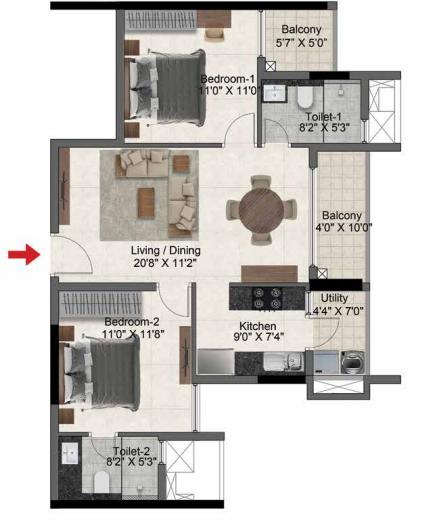 Balcony
5'7" X 5'0"
Bedroom-1
11'0" X 11'0"
Toilet-1
8'2" X 5'3"
Balcony
4'0" X 10'0"
Living / Dining
20'8" X 11'2"
Utility
4'4" X 7'0"
Bedroom-2
11'0" X 11'8"
Kitchen
9'0" X 7'4"
Toilet-2
8'2" X 5'3"